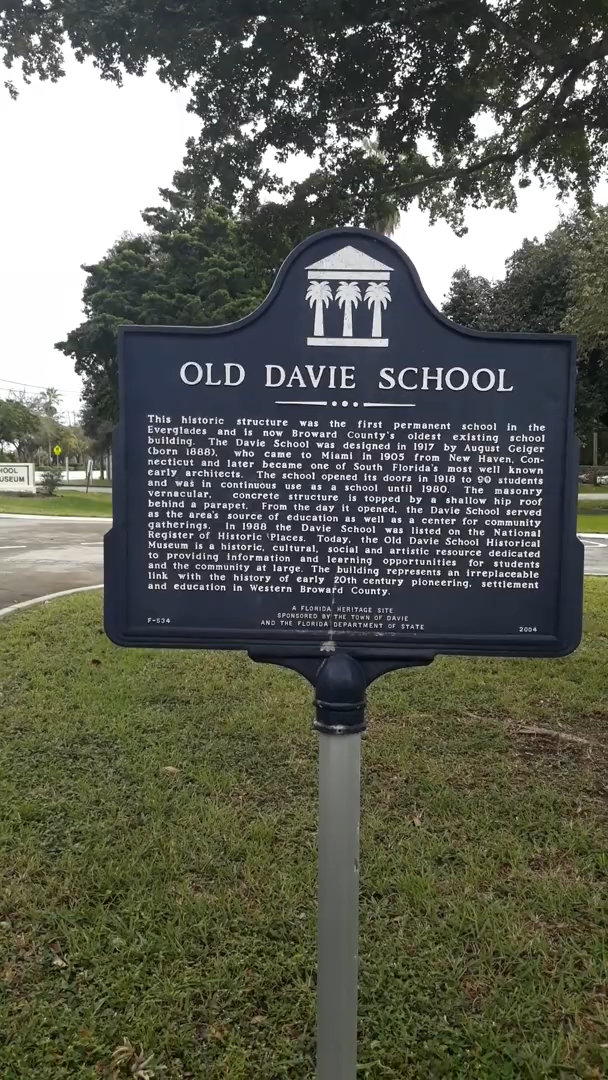 OLD DAVIE SCHOOL
This historic structure was the first permanent school in the
Everglades and is now Broward County's oldest existing school
building. The Davie School was designed in 1917 by August Geiger
(born 1888), who came to Miami in 1905 from New Haven, Con-
necticut and later became one of South Florida's most well known
early architects. The school opened its doors in 1918 to 90 students
and was in continuous use as a school until 1980. The masonry
vernacular, concrete structure is topped by a shallow hip roof
behind a parapet. From the day it opened, the Davie School served
as the area's source of education as well as a center for community
gatherings. In 1988 the Davie School was listed on the National
Register of Historic Places. Today, the Old Davie School Historical
Museum is a historic, cultural, social and artistic resource dedicated
to providing information and learning opportunities for students
and the community at large. The building represents an irreplaceable
link with the history of early 20th century pioneering, settlement
and education in Western Broward County.
A FLORIDA HERITAGE SITE
SPONSORED BY THE TOWN OF DAVIE
AND THE FLORIDA DEPARTMENT OF STATE
F-534
2004
HOOL
USEUM